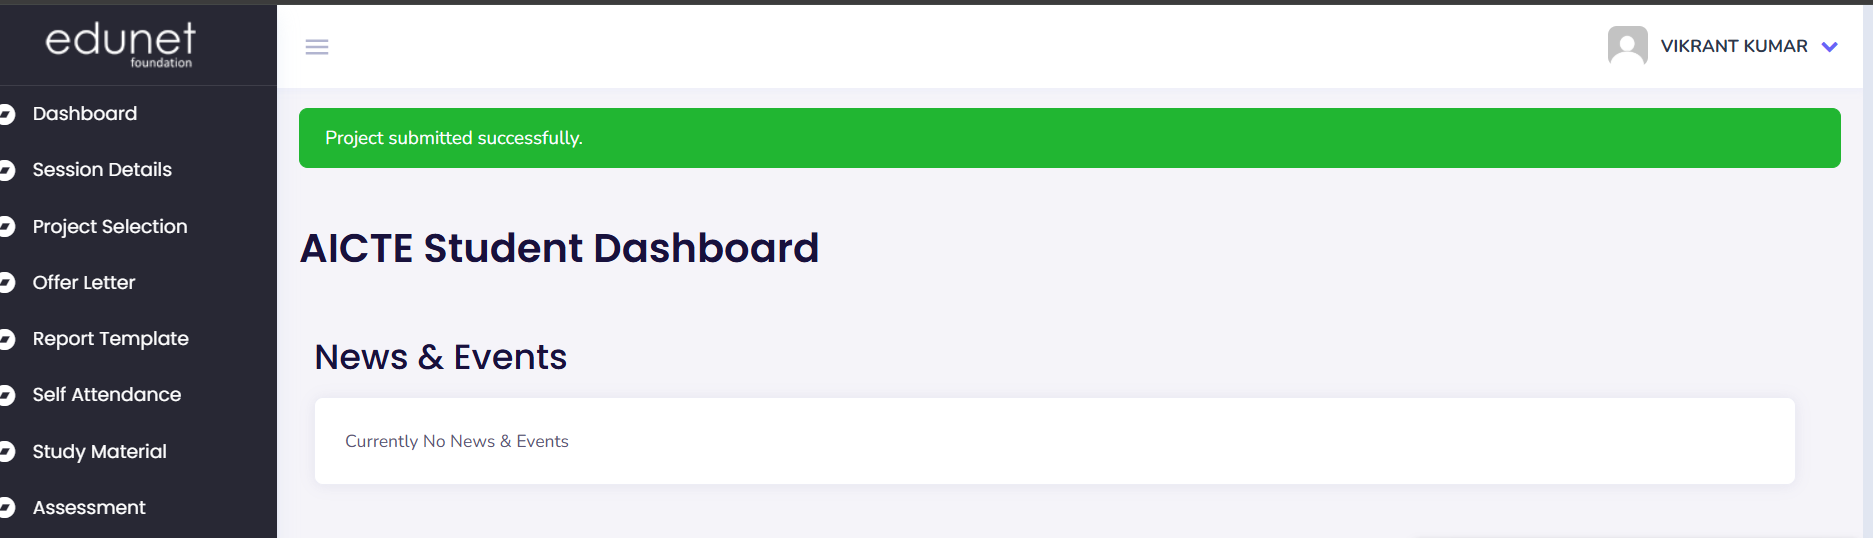 edunet
foundation
VIKRANT KUMAR
Dashboard
Session Details
Project Selection
Offer Letter
Report Template
Self Attendance
Study Material
Assessment
Project submitted successfully.
AICTE Student Dashboard
News & Events
Currently No News & Events